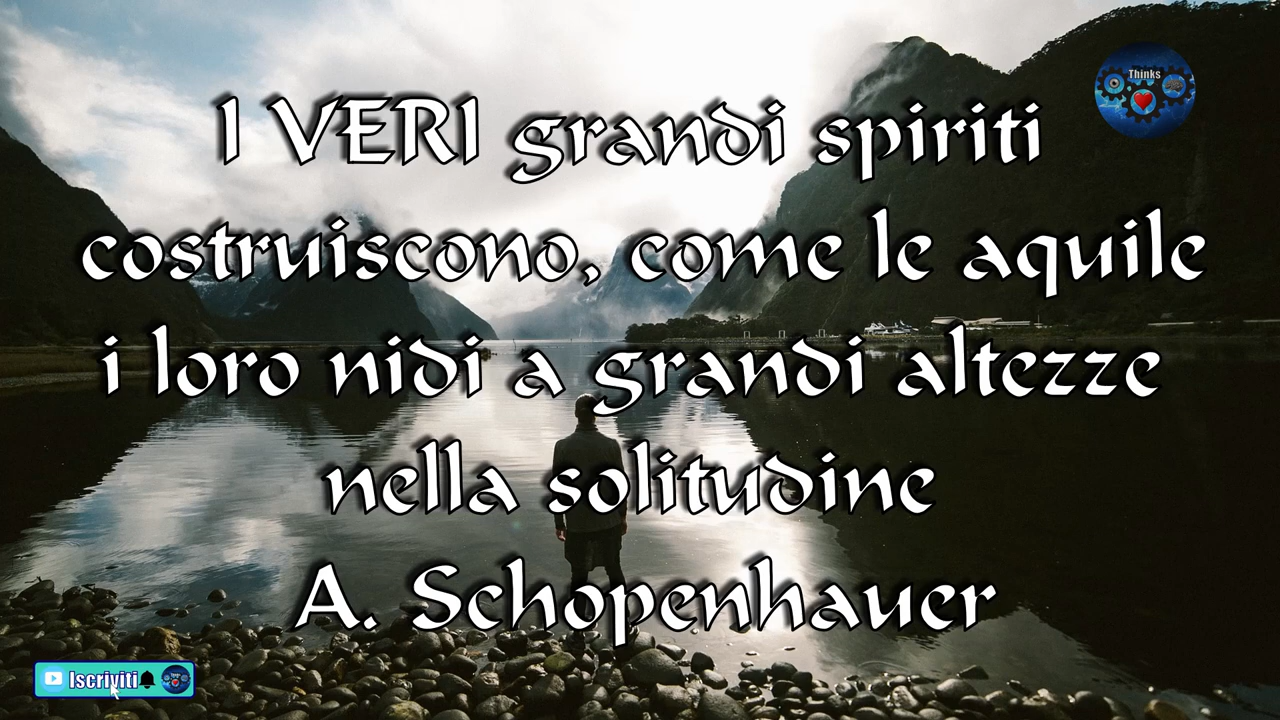 Thinks
I VERI grandi spiriti
costruiscono, come le aquile
i loro nidi a grandi altezze
nella solitudine
A. Schopenhauer
Iscriviti